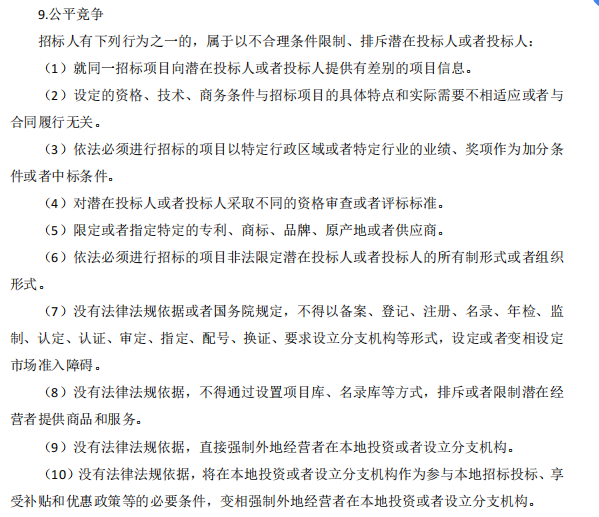 9.公平竞争
招标人有下列行为之一的，属于以不合理条件限制、排斥潜在投标人或者投标人：
（1）就同一招标项目向潜在投标人或者投标人提供有差别的项目信息。
（2）设定的资格、技术、商务条件与招标项目的具体特点和实际需要不相适应或者与
合同履行无关。
（3）依法必须进行招标的项目以特定行政区域或者特定行业的业绩、奖项作为加分条
件或者中标条件。
（4）对潜在投标人或者投标人采取不同的资格审查或者评标标准。
（5）限定或者指定特定的专利、商标、品牌、原产地或者供应商。
（6）依法必须进行招标的项目非法限定潜在投标人或者投标人的所有制形式或者组织
形式。
（7）没有法律法规依据或者国务院规定，不得以备案、登记、注册、名录、年检、监
制、认定、认证、审定、指定、配号、换证、要求设立分支机构等形式，设定或者变相设定
市场准入障碍。
（8）没有法律法规依据，不得通过设置项目库、名录库等方式，排斥或者限制潜在经
营者提供商品和服务。
（9）没有法律法规依据，直接强制外地经营者在本地投资或者设立分支机构。
（10）没有法律法规依据，将在本地投资或者设立分支机构作为参与本地招标投标、享
受补贴和优惠政策等的必要条件，变相强制外地经营者在本地投资或者设立分支机构。